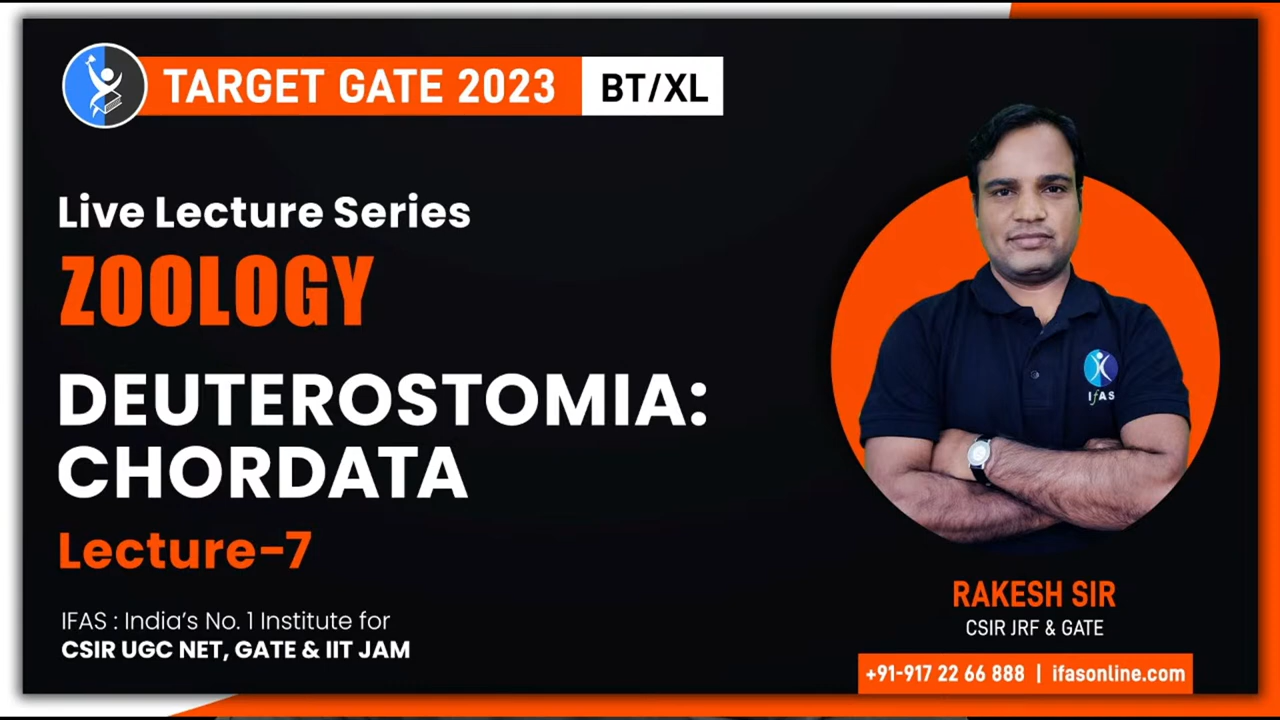 TARGET GATE 2023 BT/XL
Live Lecture Series
ZOOLOGY
DEUTEROSTOMIA:
CHORDATA
Lecture-7
IFAS : India's No. 1 Institute for
CSIR UGC NET, GATE & IIT JAM
IfAS
RAKESH SIR
CSIR JRF & GATE
+91-917 22 66 888 | ifasonline.com